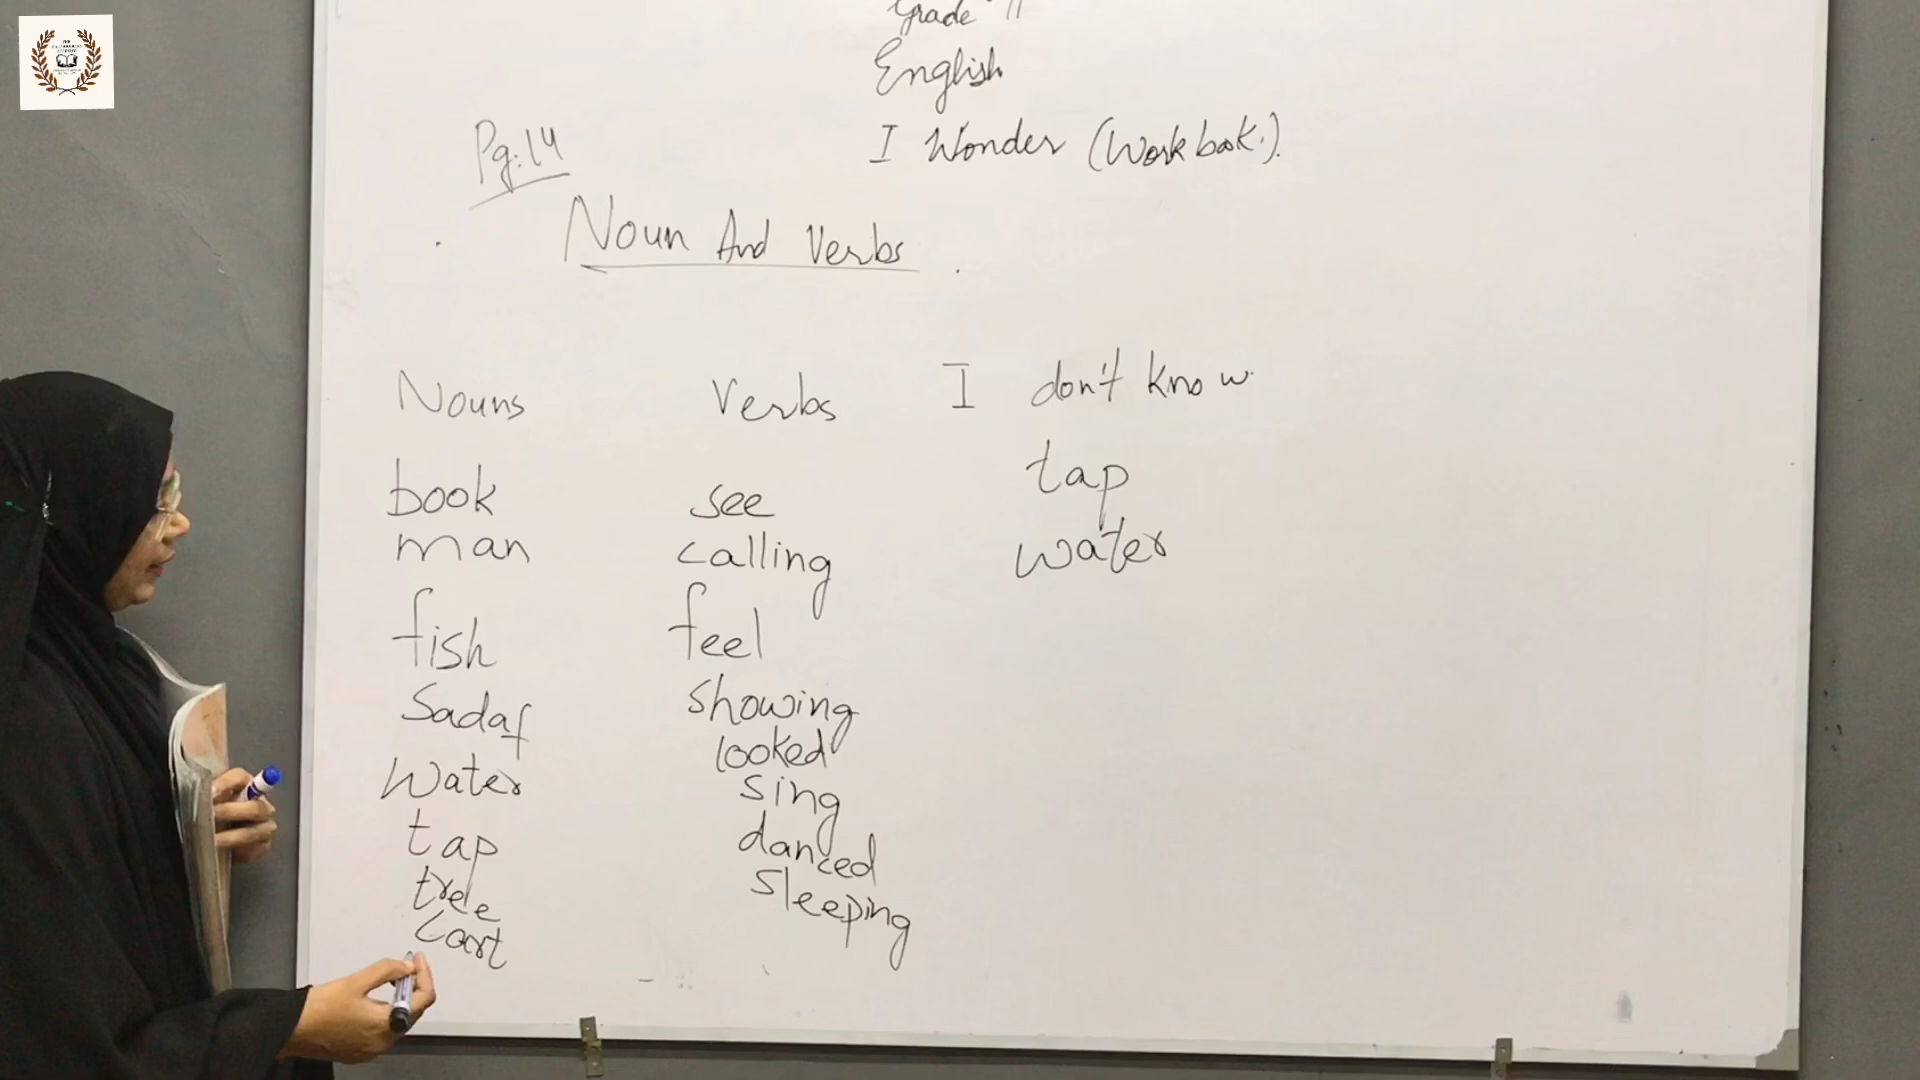 Grade II
English
I Wonder (Workbook.).
Pg:14
Noun And Verbs
Nouns Verbs I don't know
book see tap
man calling water
fish feel
Sadaf showing
Water looked
tap sing
tree danced
Cart sleeping